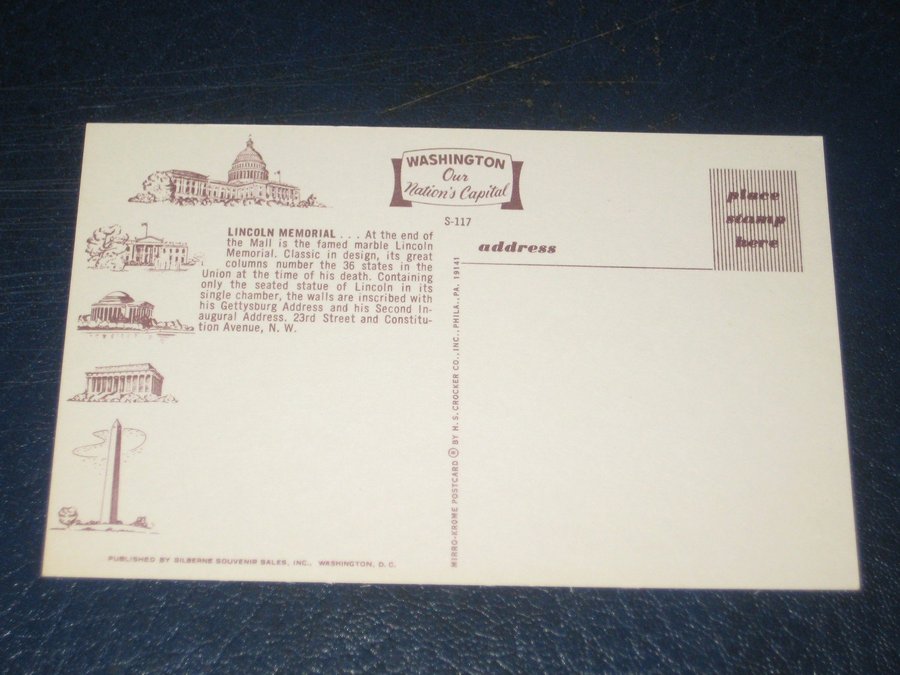 WASHINGTON
Our
Nation's Capital
S-117
place
stamp
here
address
LINCOLN MEMORIAL . . . At the end of
the Mall is the famed marble Lincoln
Memorial. Classic in design, its great
columns number the 36 states in the
Union at the time of his death. Containing
only the seated statue of Lincoln in its
single chamber, the walls are inscribed with
his Gettysburg Address and his Second In-
augural Address. 23rd Street and Constitu-
tion Avenue, N. W.
MIRRO-KROME POSTCARD ® BY H. S. CROCKER CO., INC., PHILA., PA. 19141
PUBLISHED BY SILBERNE SOUVENIR SALES, INC., WASHINGTON, D. C.